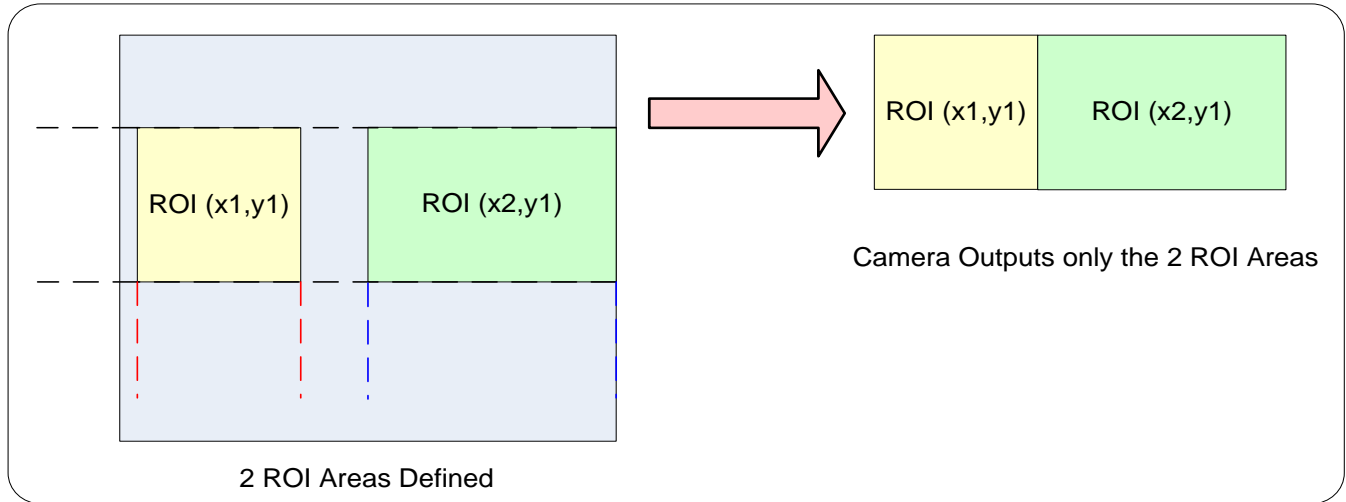 ROI (x1,y1)
ROI (x2,y1)
2 ROI Areas Defined
ROI (x1,y1)
ROI (x2,y1)
Camera Outputs only the 2 ROI Areas